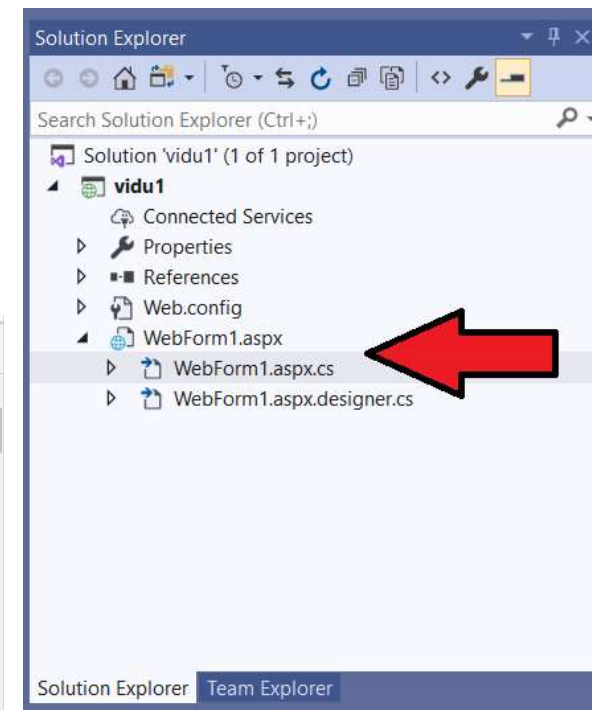 Solution Explorer
Search Solution Explorer (Ctrl+;)
Solution 'vidu1' (1 of 1 project)
vidu1
Connected Services
Properties
References
Web.config
WebForm1.aspx
WebForm1.aspx.cs
WebForm1.aspx.designer.cs
Solution Explorer Team Explorer